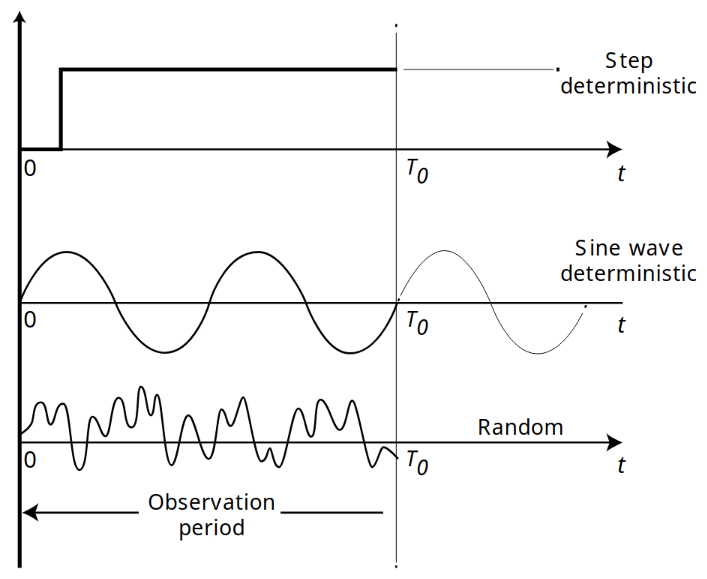 Step
deterministic
0
T0
t
Sine wave
deterministic
0
T0
t
Random
0
T0
t
Observation
period